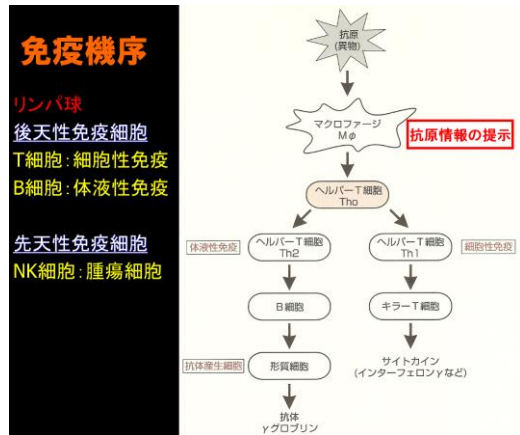 免疫機序
リンパ球
後天性免疫細胞
T細胞:細胞性免疫
B細胞:体液性免疫
先天性免疫細胞
NK細胞:腫瘍細胞
抗原
(異物)
マクロファージ
Mφ
抗原情報の提示
ヘルパーT細胞
Tho
体液性免疫
ヘルパーT細胞
Th2
ヘルパーT細胞
Th1
細胞性免疫
B細胞
キラーT細胞
抗体産生細胞
形質細胞
サイトカイン
(インターフェロンγなど)
抗体
γグロブリン